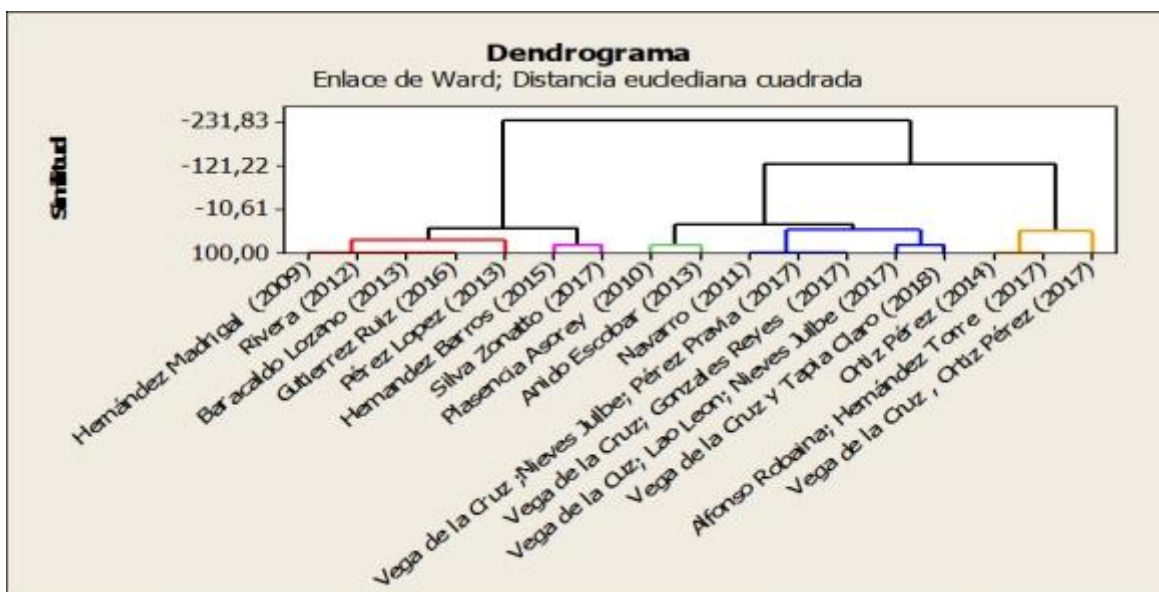 Dendrograma
Enlace de Ward; Distancia euclediana cuadrada
Similitud
-231,83
-121,22
-10,61
100,00
Hernández Madrigal (2009)
Rivera (2012)
Baracaldo Lozano (2013)
Gutierrez Ruiz (2016)
Pérez Lopez (2013)
Hernandez Barros (2015)
Silva Zonatto (2017)
Plasencia Asorey (2010)
Anido Escobar (2013)
Navarro (2011)
Vega de la Cruz ;Nieves Julbe; Pérez Pravia (2017)
Vega de la Cruz; Gonzales Reyes (2017)
Vega de la Cuz; Lao Leon; Nieves Julbe (2017)
Vega de la Cruz y Tapia Claro (2018)
Ortiz Pérez (2014)
Alfonso Robaina; Hernández Torre (2017)
Vega de la Cruz , Ortiz Pérez (2017)